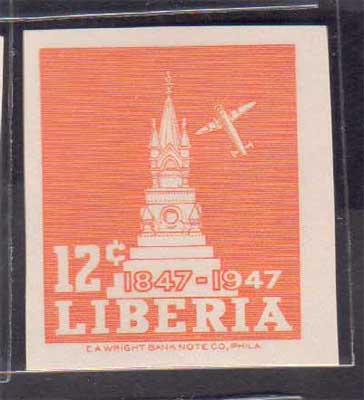 12¢
1847-1947
LIBERIA
E.A WRIGHT BANK NOTE CO., PHILA.